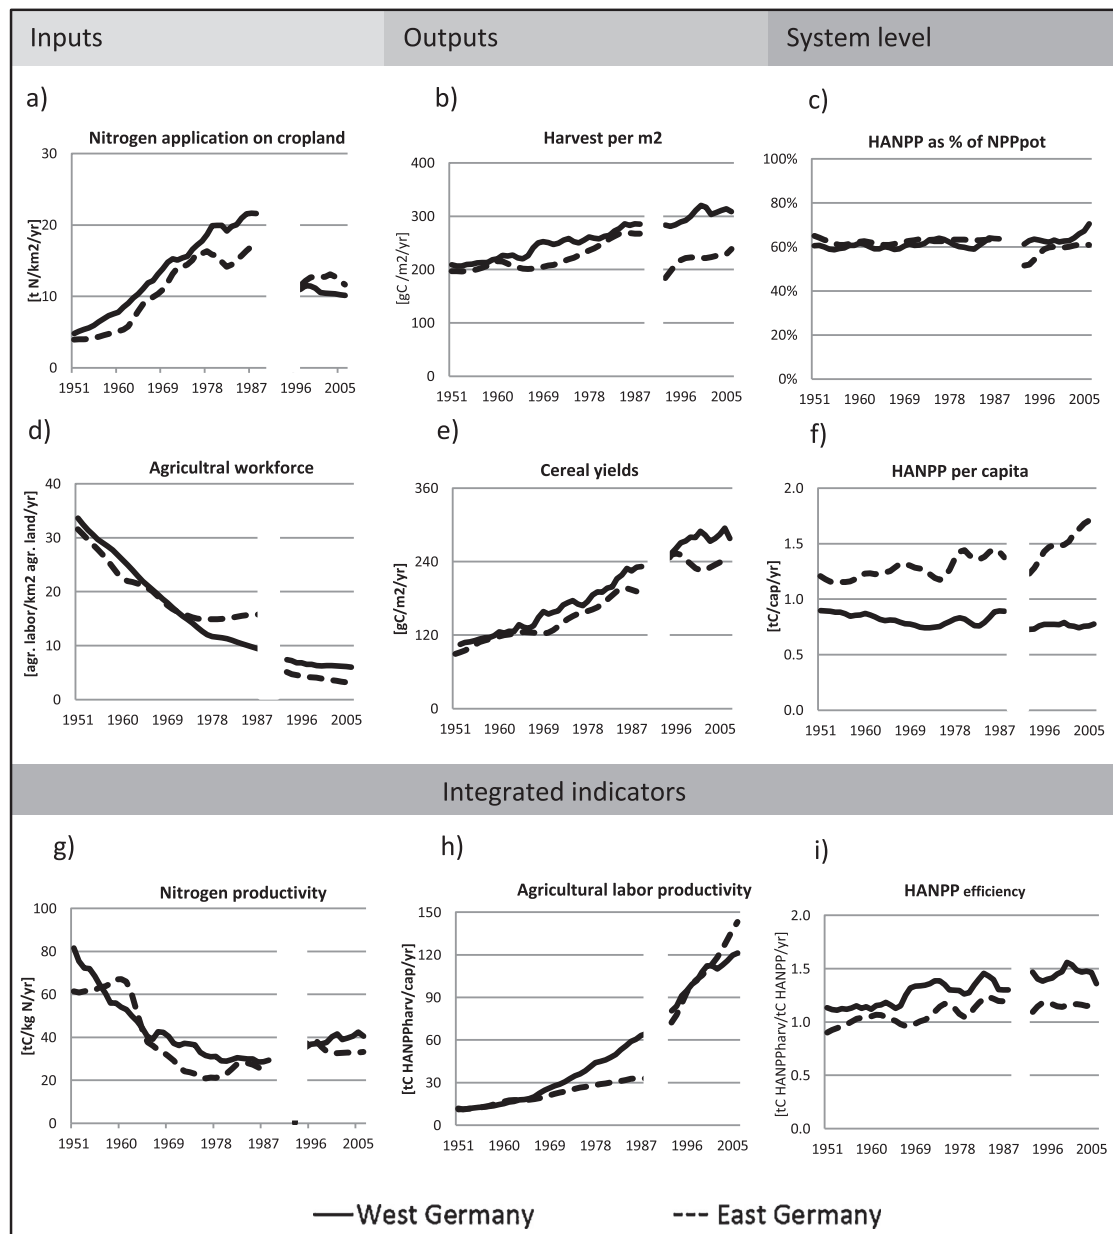 Inputs
Outputs
System level
a)
Nitrogen application on cropland
[t N/km2/yr]
30
20
10
0
1951 1960 1969 1978 1987 1996 2005
b)
Harvest per m2
[gC /m2/yr]
400
300
200
100
0
1951 1960 1969 1978 1987 1996 2005
c)
HANPP as % of NPPpot
100%
80%
60%
40%
20%
0%
1951 1960 1969 1978 1987 1996 2005
d)
Agricultral workforce
[agr. labor/km2 agr. land/yr]
40
30
20
10
0
1951 1960 1969 1978 1987 1996 2005
e)
Cereal yields
[gC/m2/yr]
360
240
120
0
1951 1960 1969 1978 1987 1996 2005
f)
HANPP per capita
[tC/cap/yr]
2.0
1.5
1.0
0.5
0.0
1951 1960 1969 1978 1987 1996 2005
Integrated indicators
g)
Nitrogen productivity
[tC/kg N/yr]
100
80
60
40
20
0
1951 1960 1969 1978 1987 1996 2005
h)
Agricultural labor productivity
[tC HANPPharv/cap/yr]
150
120
90
60
30
0
1951 1960 1969 1978 1987 1996 2005
i)
HANPP efficiency
[tC HANPPharv/tC HANPP/yr]
2.0
1.5
1.0
0.5
0.0
1951 1960 1969 1978 1987 1996 2005
West Germany
East Germany